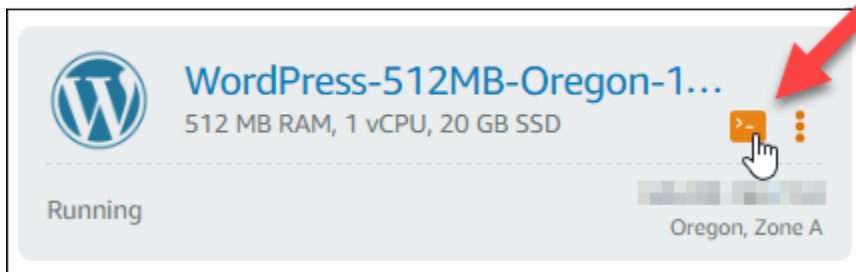 WordPress-512MB-Oregon-1...
512 MB RAM, 1 vCPU, 20 GB SSD
>_
Running
Oregon, Zone A